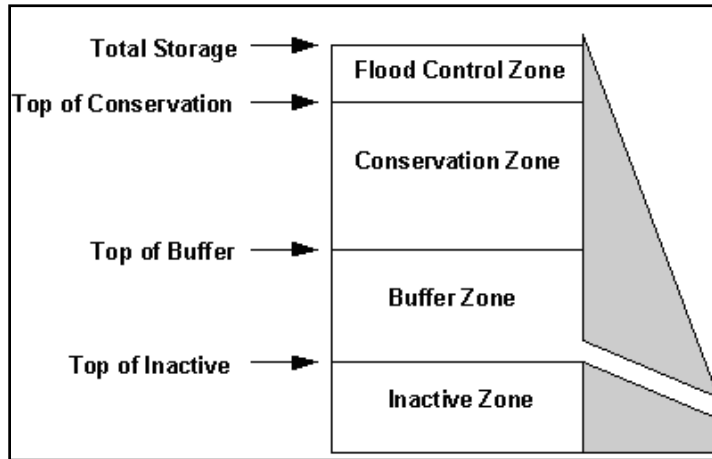 Total Storage
Flood Control Zone
Top of Conservation
Conservation Zone
Top of Buffer
Buffer Zone
Top of Inactive
Inactive Zone